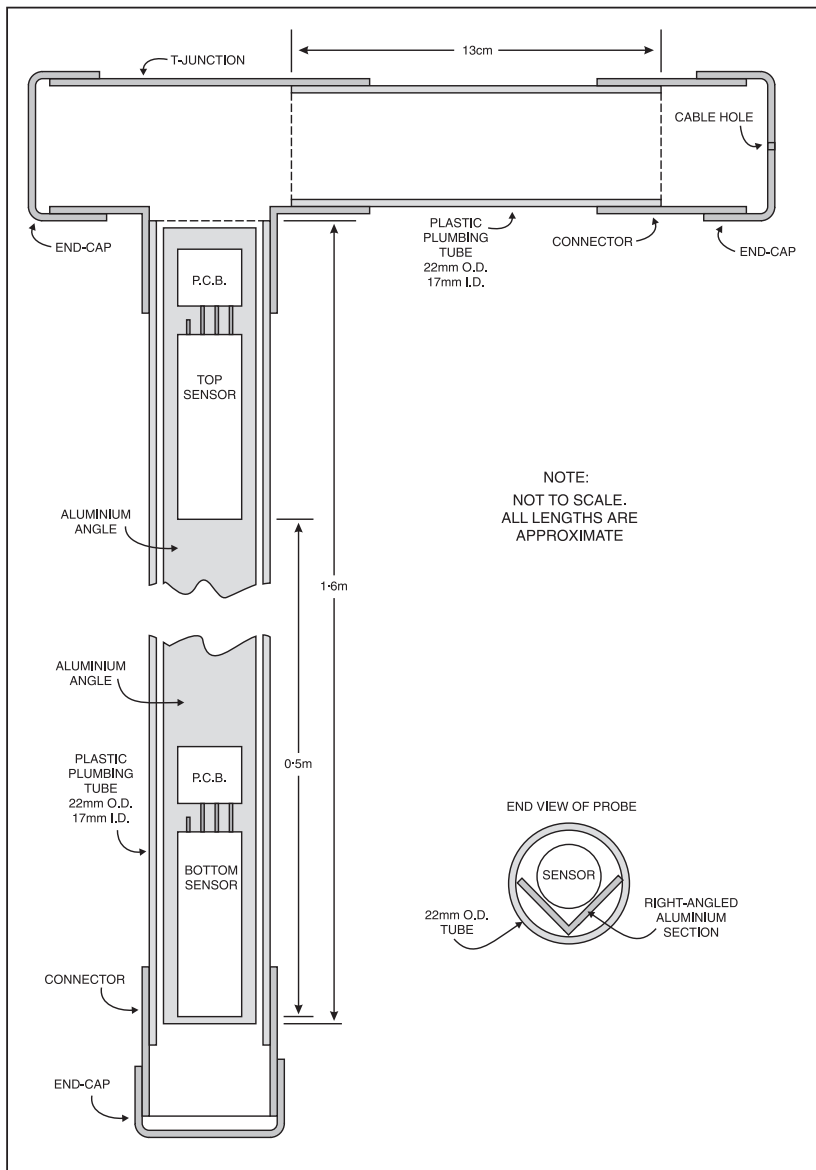 13cm
T-JUNCTION
CABLE HOLE
END-CAP
PLASTIC
PLUMBING
TUBE
22mm O.D.
17mm I.D.
CONNECTOR
END-CAP
P.C.B.
TOP
SENSOR
NOTE:
NOT TO SCALE.
ALL LENGTHS ARE
APPROXIMATE
ALUMINIUM
ANGLE
1·6m
ALUMINIUM
ANGLE
0·5m
PLASTIC
PLUMBING
TUBE
22mm O.D.
17mm I.D.
P.C.B.
BOTTOM
SENSOR
END VIEW OF PROBE
SENSOR
22mm O.D.
TUBE
RIGHT-ANGLED
ALUMINIUM
SECTION
CONNECTOR
END-CAP